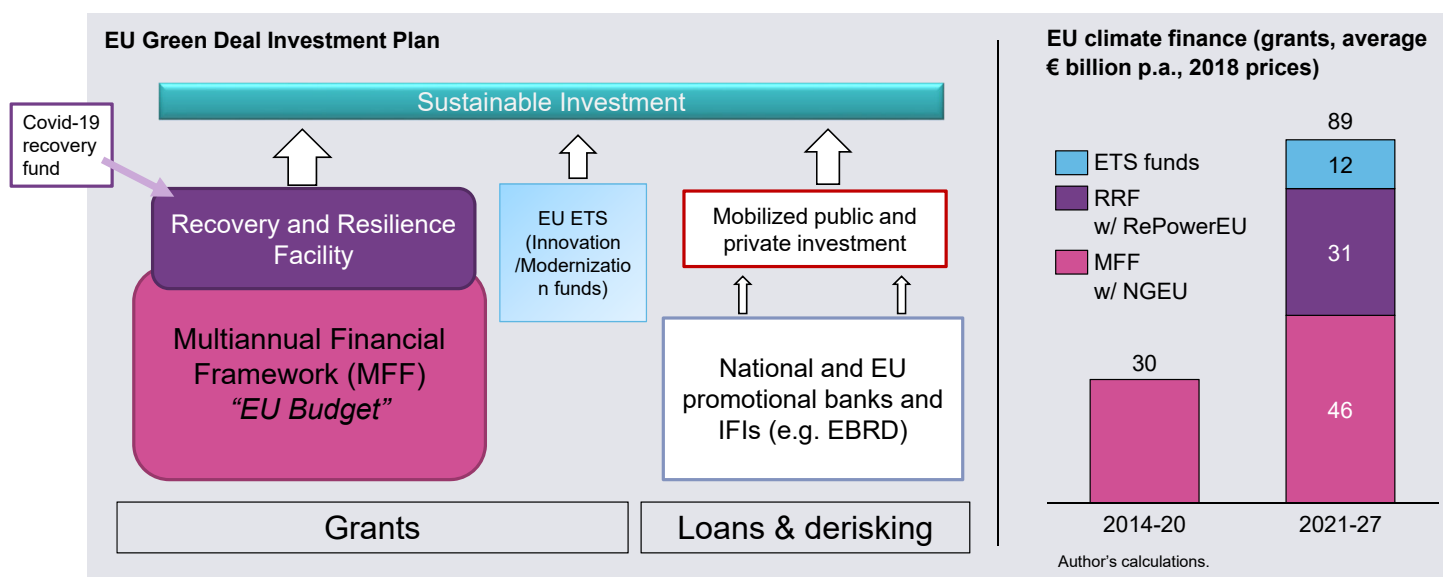 EU Green Deal Investment Plan
Sustainable Investment
Covid-19
recovery
fund
Recovery and Resilience
Facility
Multiannual Financial
Framework (MFF)
“EU Budget”
EU ETS
(Innovation
/Modernizatio
n funds)
Mobilized public and
private investment
National and EU
promotional banks and
IFIs (e.g. EBRD)
Grants
Loans & derisking
EU climate finance (grants, average
€ billion p.a., 2018 prices)
ETS funds
RRF
w/ RePowerEU
MFF
w/ NGEU
30
89
12
31
46
2014-20
2021-27
Author’s calculations.